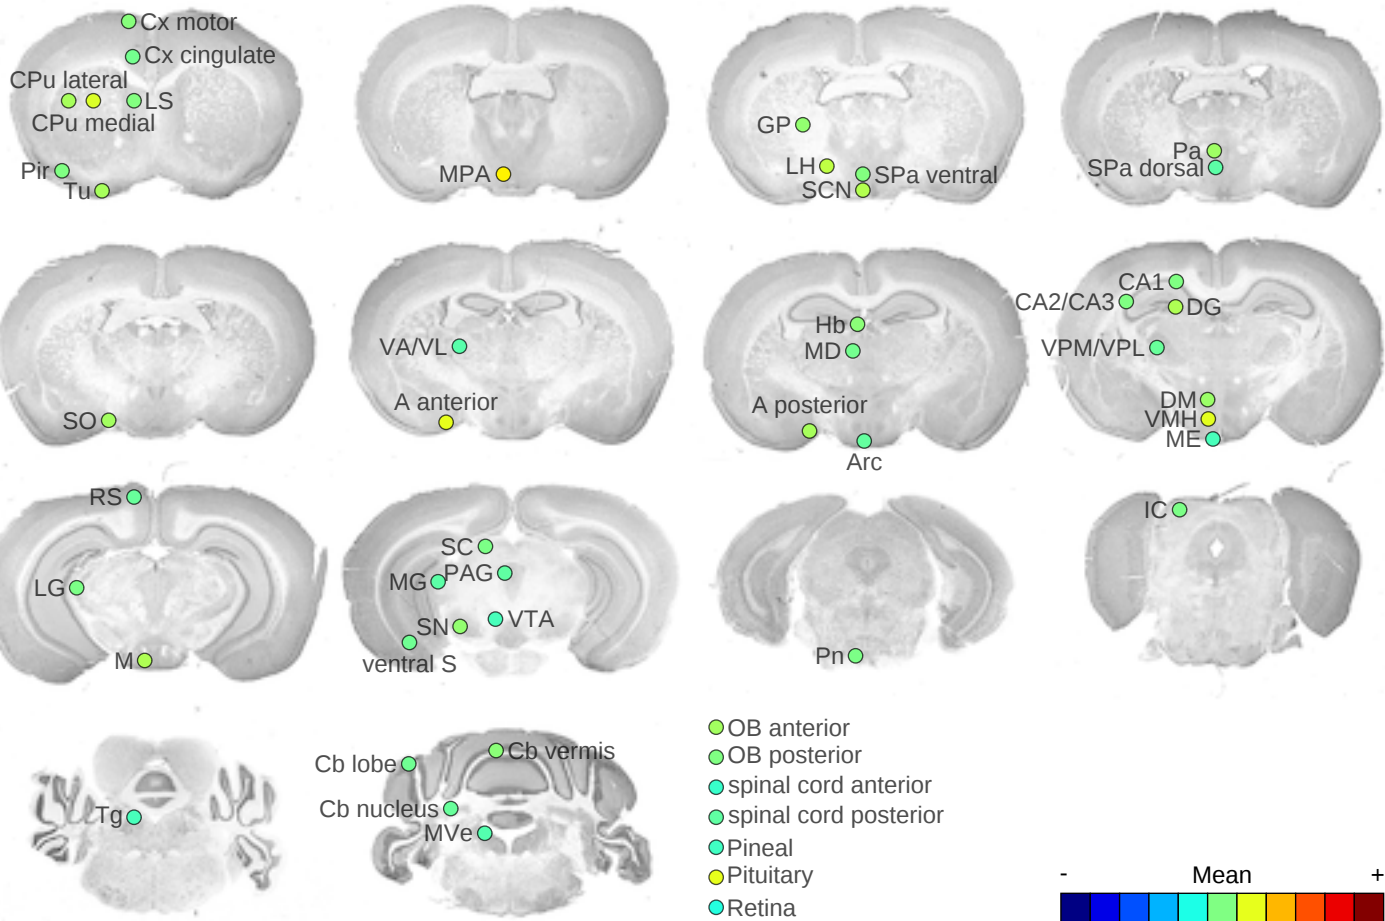 Cx motor
Cx cingulate
CPu lateral
LS
CPu medial
Pir
Tu
MPA
GP
LH
SPa ventral
SCN
Pa
SPa dorsal
SO
VA/VL
A anterior
Hb
MD
A posterior
Arc
CA1
CA2/CA3
DG
VPM/VPL
DM
VMH
ME
RS
LG
M
SC
PAG
MG
SN
VTA
ventral S
Pn
IC
Tg
Cb lobe
Cb vermis
Cb nucleus
MVe
OB anterior
OB posterior
spinal cord anterior
spinal cord posterior
Pineal
Pituitary
Retina
- Mean +